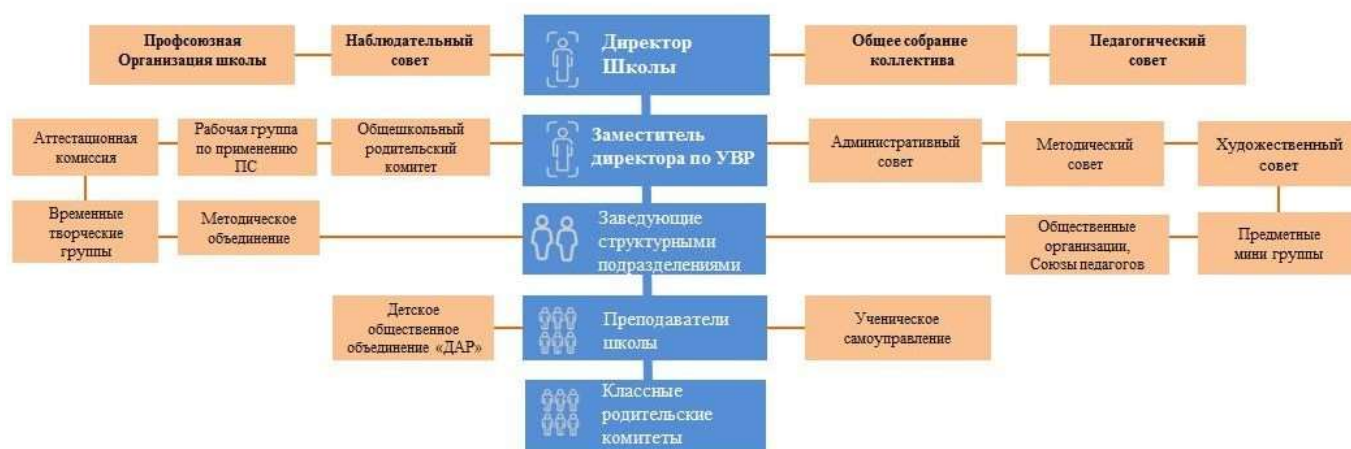 Профсоюзная
Организация школы
Наблюдательный
совет
Директор
Школы
Общее собрание
коллектива
Педагогический
совет
Аттестационная
комиссия
Рабочая группа
по применению
ПС
Общешкольный
родительский
комитет
Заместитель
директора по УВР
Административный
совет
Методический
совет
Художественный
совет
Временные
творческие
группы
Методическое
объединение
Заведующие
структурными
подразделениями
Общественные
организации,
Союзы педагогов
Предметные
мини группы
Детское
общественное
объединение «ДАР»
Преподаватели
школы
Ученическое
самоуправление
Классные
родительские
комитеты